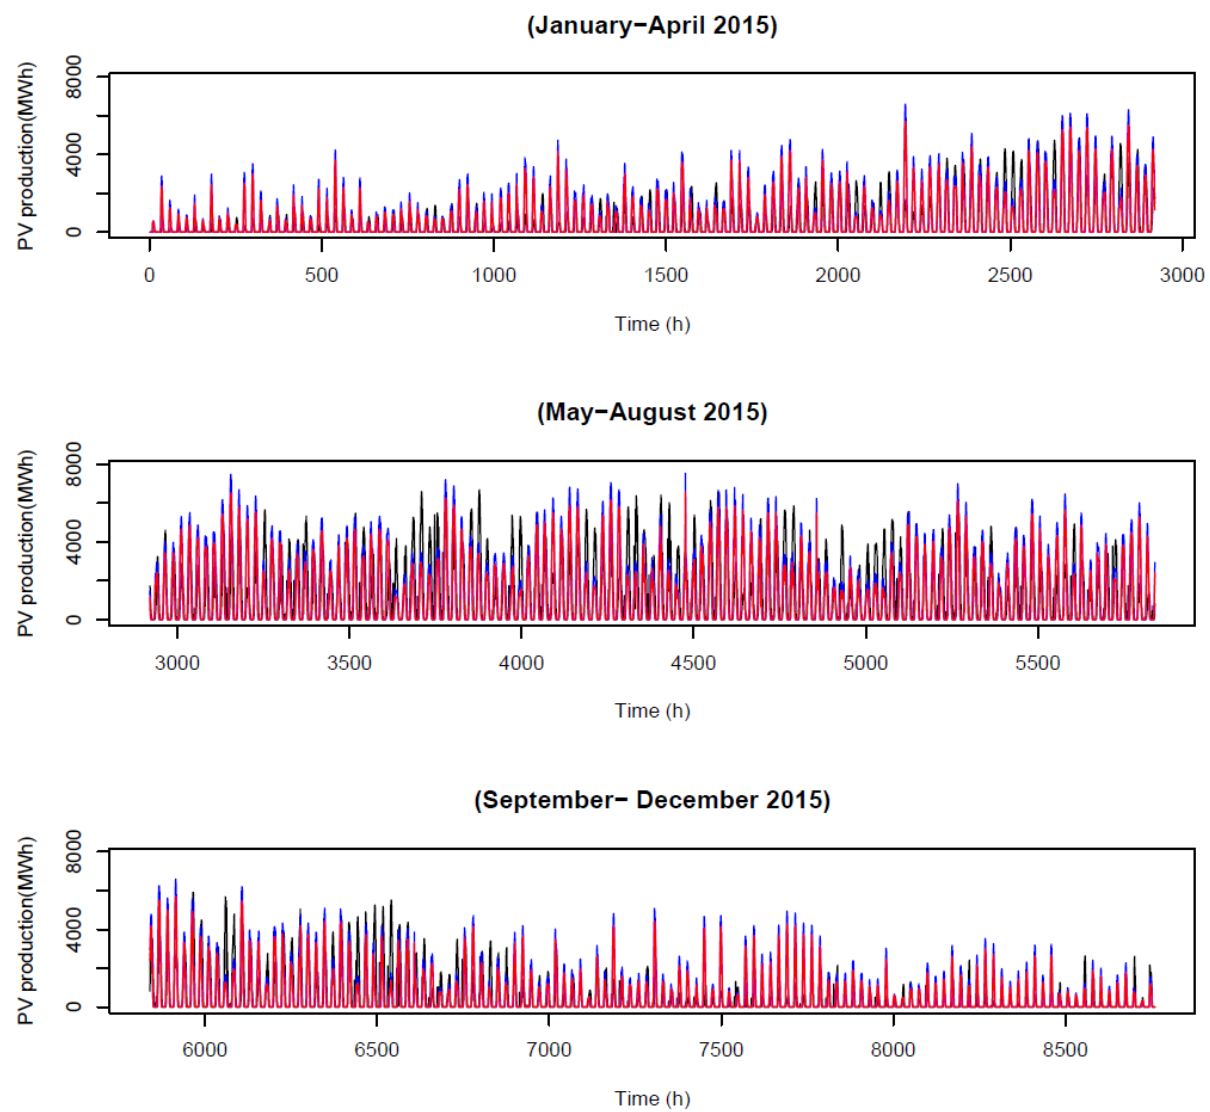 (January−April 2015)
PV production(MWh)
0 4000 8000
0 500 1000 1500 2000 2500 3000
Time (h)
(May−August 2015)
PV production(MWh)
0 4000 8000
3000 3500 4000 4500 5000 5500
Time (h)
(September− December 2015)
PV production(MWh)
0 4000 8000
6000 6500 7000 7500 8000 8500
Time (h)